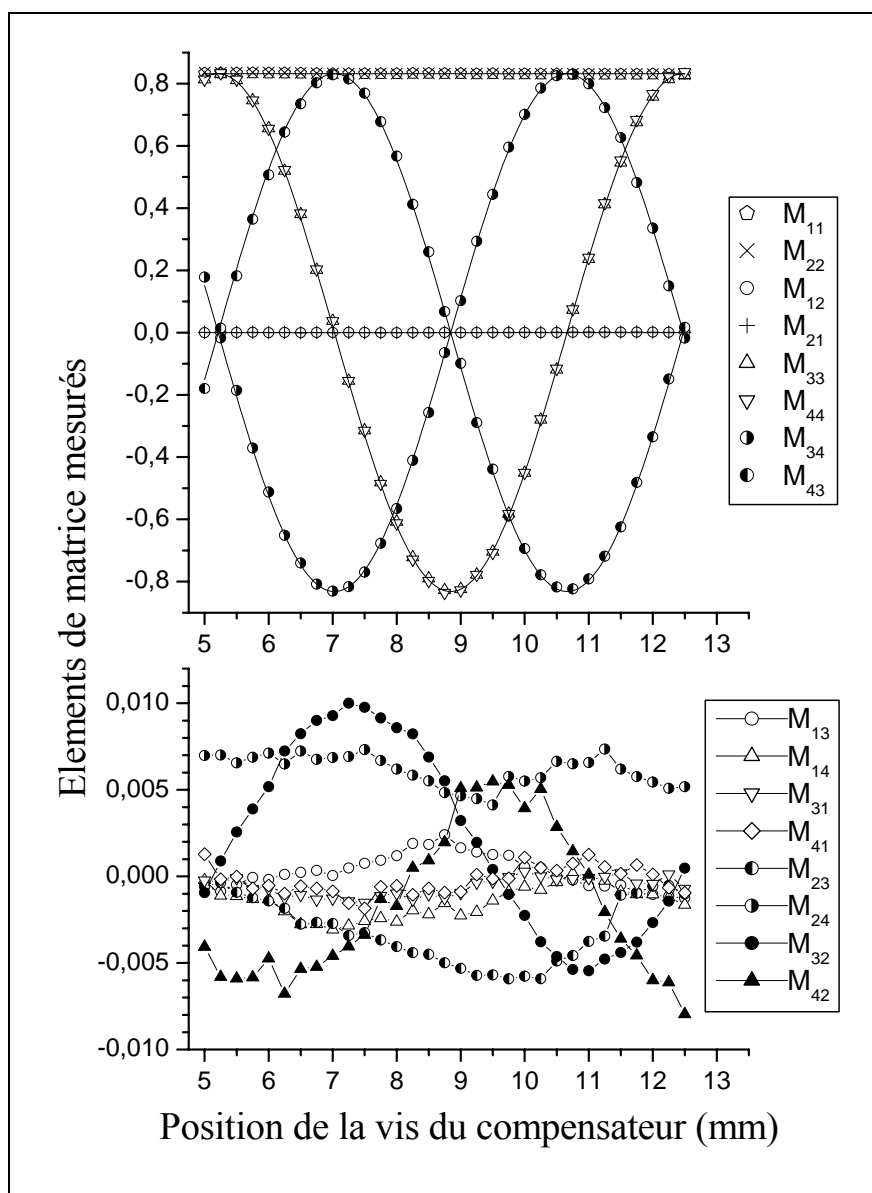 Elements de matrice mesurés
0,8
0,6
0,4
0,2
0,0
-0,2
-0,4
-0,6
-0,8
5 6 7 8 9 10 11 12 13
M11
M22
M12
M21
M33
M44
M34
M43
0,010
0,005
0,000
-0,005
-0,010
5 6 7 8 9 10 11 12 13
M13
M14
M31
M41
M23
M24
M32
M42
Position de la vis du compensateur (mm)